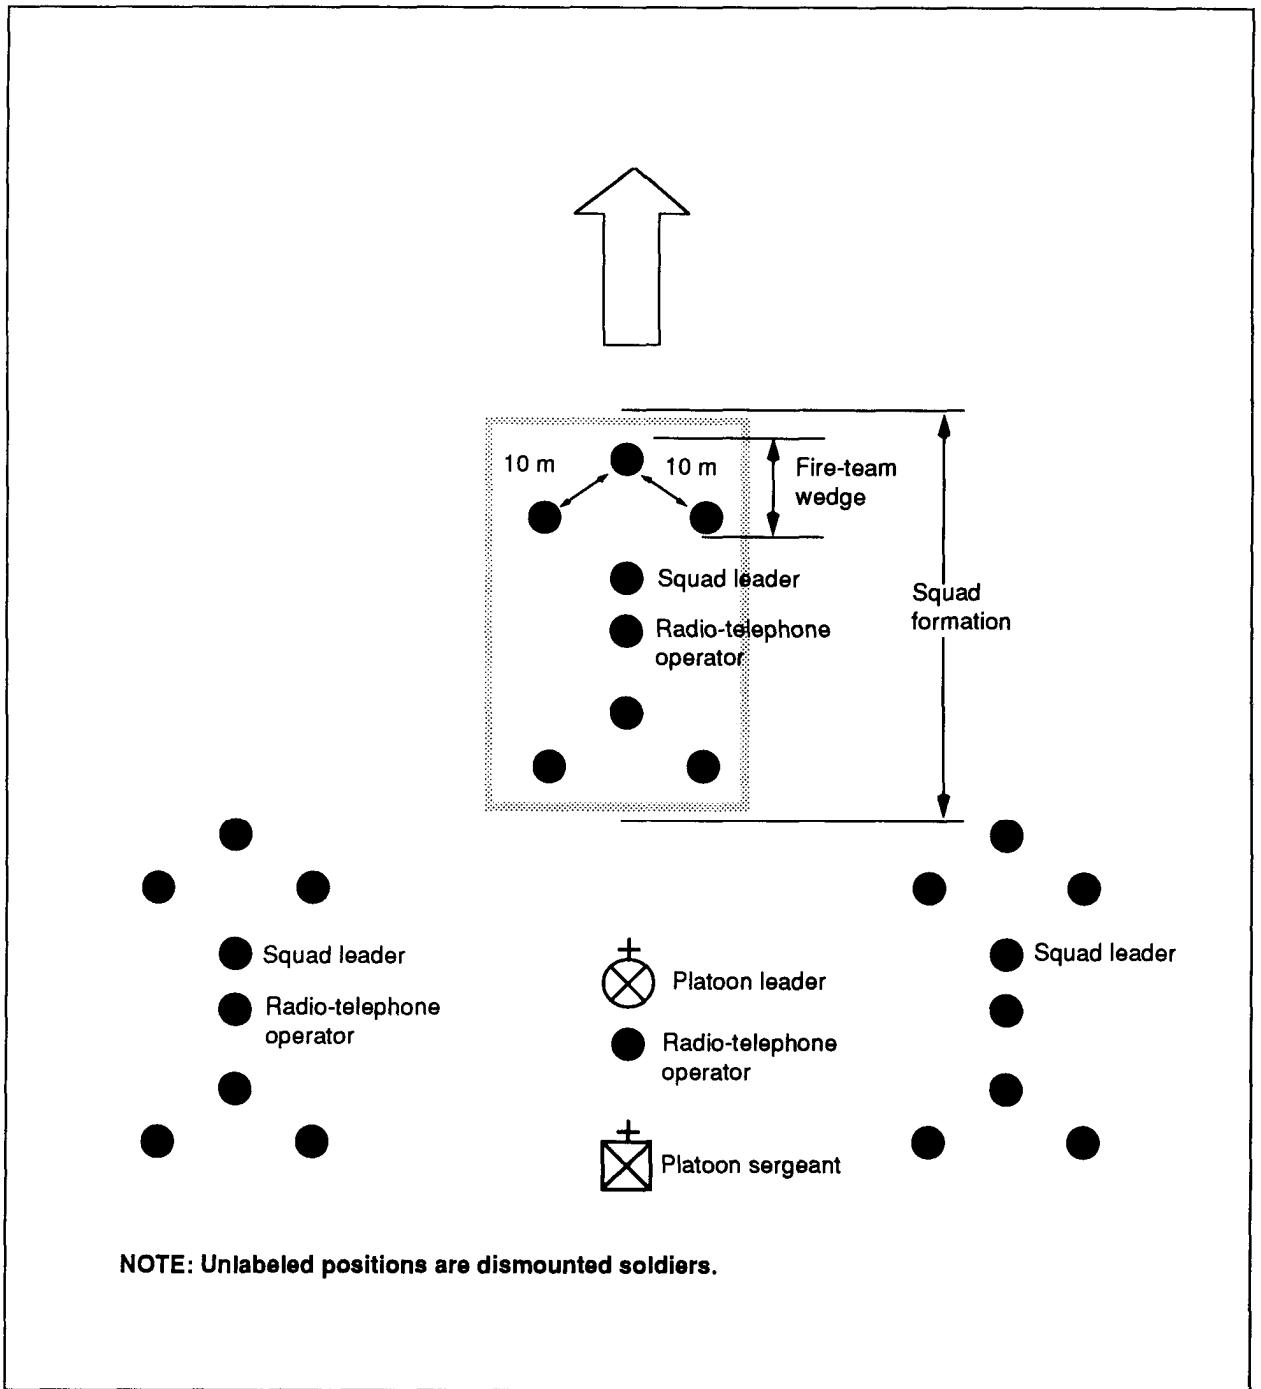 10 m
10 m
Fire-team
wedge
Squad leader
Squad
formation
Radio-telephone
operator
Squad leader
Squad leader
Platoon leader
Radio-telephone
operator
Radio-telephone
operator
Platoon sergeant
NOTE: Unlabeled positions are dismounted soldiers.